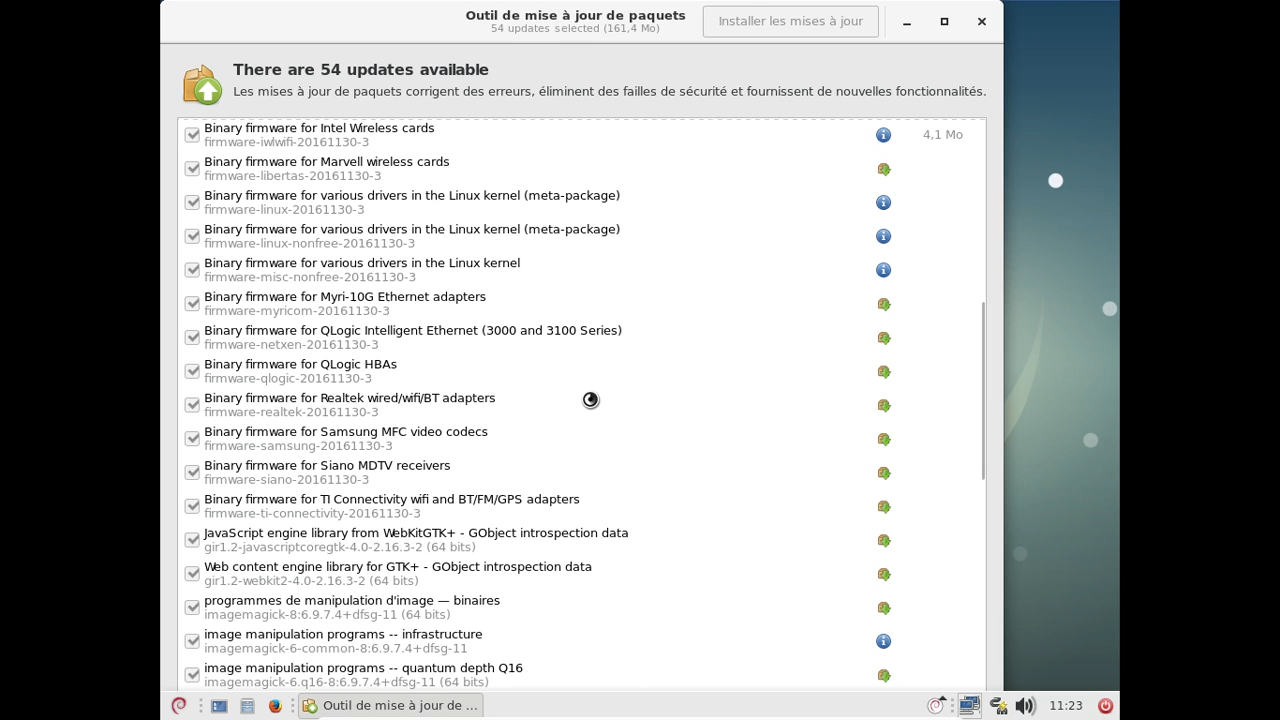 Outil de mise à jour de paquets
54 updates selected (161,4 Mo)
Installer les mises à jour
There are 54 updates available
Les mises à jour de paquets corrigent des erreurs, éliminent des failles de sécurité et fournissent de nouvelles fonctionnalités.
Binary firmware for Intel Wireless cards
firmware-iwlwifi-20161130-3
4,1 Mo
Binary firmware for Marvell wireless cards
firmware-libertas-20161130-3
Binary firmware for various drivers in the Linux kernel (meta-package)
firmware-linux-20161130-3
Binary firmware for various drivers in the Linux kernel (meta-package)
firmware-linux-nonfree-20161130-3
Binary firmware for various drivers in the Linux kernel
firmware-misc-nonfree-20161130-3
Binary firmware for Myri-10G Ethernet adapters
firmware-myricom-20161130-3
Binary firmware for QLogic Intelligent Ethernet (3000 and 3100 Series)
firmware-netxen-20161130-3
Binary firmware for QLogic HBAs
firmware-qlogic-20161130-3
Binary firmware for Realtek wired/wifi/BT adapters
firmware-realtek-20161130-3
Binary firmware for Samsung MFC video codecs
firmware-samsung-20161130-3
Binary firmware for Siano MDTV receivers
firmware-siano-20161130-3
Binary firmware for TI Connectivity wifi and BT/FM/GPS adapters
firmware-ti-connectivity-20161130-3
JavaScript engine library from WebKitGTK+ - GObject introspection data
gir1.2-javascriptcoregtk-4.0-2.16.3-2 (64 bits)
Web content engine library for GTK+ - GObject introspection data
gir1.2-webkit2-4.0-2.16.3-2 (64 bits)
programmes de manipulation d'image — binaires
imagemagick-8:6.9.7.4+dfsg-11 (64 bits)
image manipulation programs -- infrastructure
imagemagick-6-common-8:6.9.7.4+dfsg-11
image manipulation programs -- quantum depth Q16
imagemagick-6.q16-8:6.9.7.4+dfsg-11 (64 bits)
Outil de mise à jour de ...
11:23